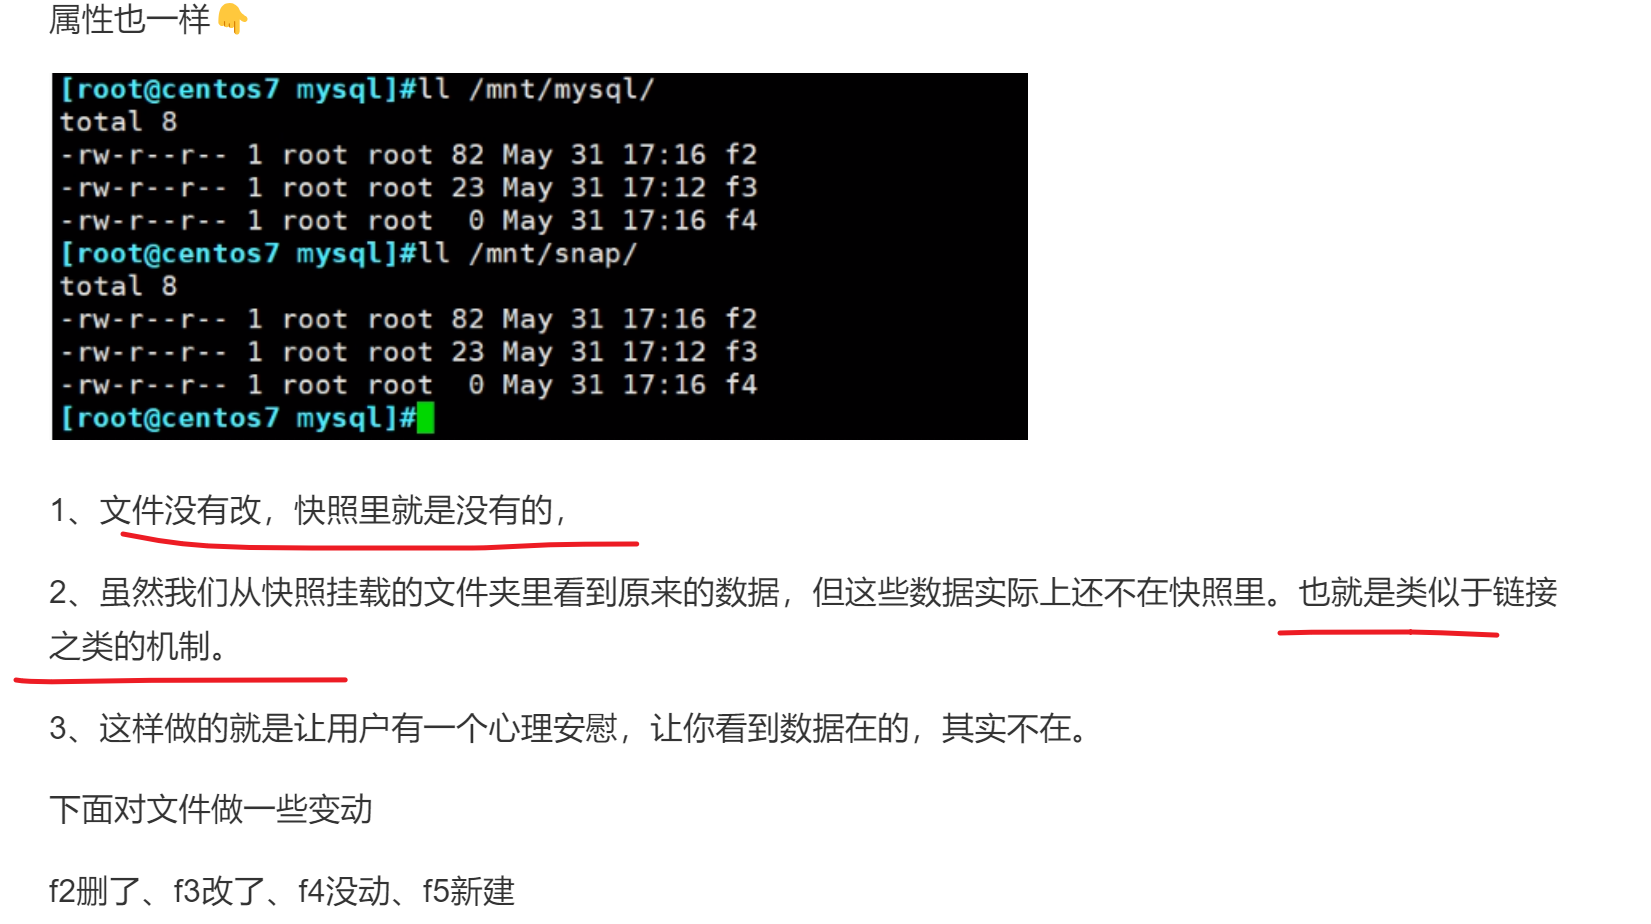 属性也一样👇
[root@centos7 mysql]#ll /mnt/mysql/
total 8
-rw-r--r-- 1 root root 82 May 31 17:16 f2
-rw-r--r-- 1 root root 23 May 31 17:12 f3
-rw-r--r-- 1 root root  0 May 31 17:16 f4
[root@centos7 mysql]#ll /mnt/snap/
total 8
-rw-r--r-- 1 root root 82 May 31 17:16 f2
-rw-r--r-- 1 root root 23 May 31 17:12 f3
-rw-r--r-- 1 root root  0 May 31 17:16 f4
[root@centos7 mysql]#
1、文件没有改，快照里就是没有的，
2、虽然我们从快照挂载的文件夹里看到原来的数据，但这些数据实际上还不在快照里。也就是类似于链接
之类的机制。
3、这样做的就是让用户有一个心理安慰，让你看到数据在的，其实不在。
下面对文件做一些变动
f2删了、f3改了、f4没动、f5新建